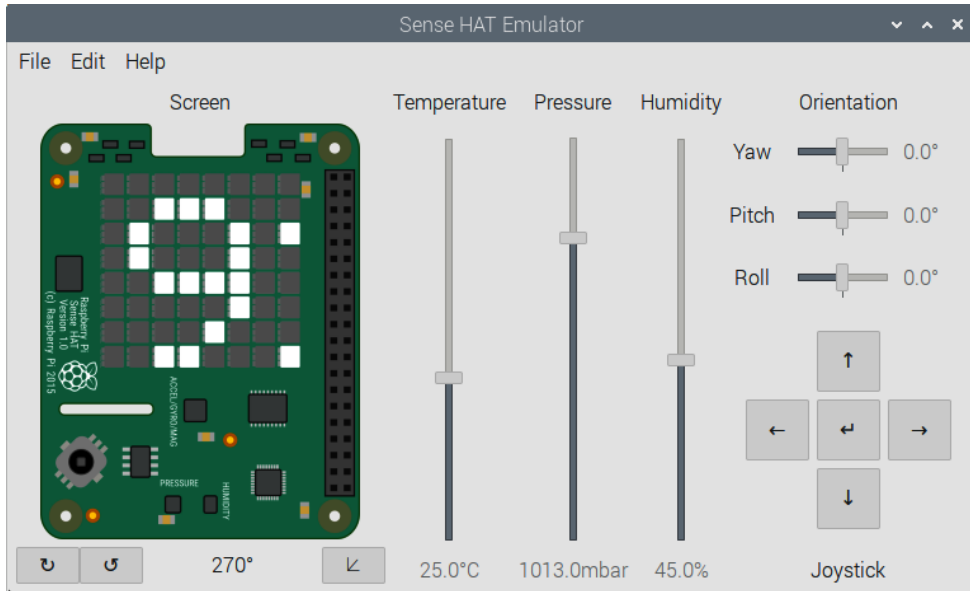 Sense HAT Emulator
File Edit Help
Screen
Temperature Pressure Humidity
Orientation
Yaw 0.0°
Pitch 0.0°
Roll 0.0°
Raspberry Pi
Sense HAT
Version 1.0
(c) Raspberry Pi 2015
ACCEL/GYRO/MAG
PRESSURE
HUMIDITY
↑
← ↵ →
↓
↻ ↺ 270°
25.0°C 1013.0mbar 45.0%
Joystick